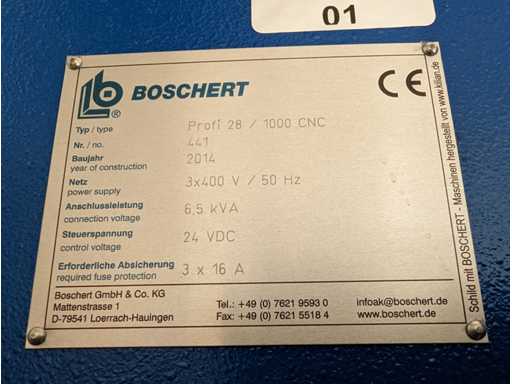 01
BOSCHERT
®
CE
Typ / type Profi 28 / 1000 CNC
Nr. / no. 441
Baujahr 2014
year of construction
Netz 3x400 V / 50 Hz
power supply
Anschlussleistung 6,5 kVA
connection voltage
Steuerspannung 24 VDC
control voltage
Erforderliche Absicherung 3 x 16 A
required fuse protection
Boschert GmbH & Co. KG
Mattenstrasse 1 Tel.: +49 (0) 7621 9593 0 infoak@boschert.de
D-79541 Loerrach-Hauingen Fax: +49 (0) 7621 5518 4 www.boschert.de
Schild mit BOSCHERT - Maschinen hergestellt von www.kilian.de